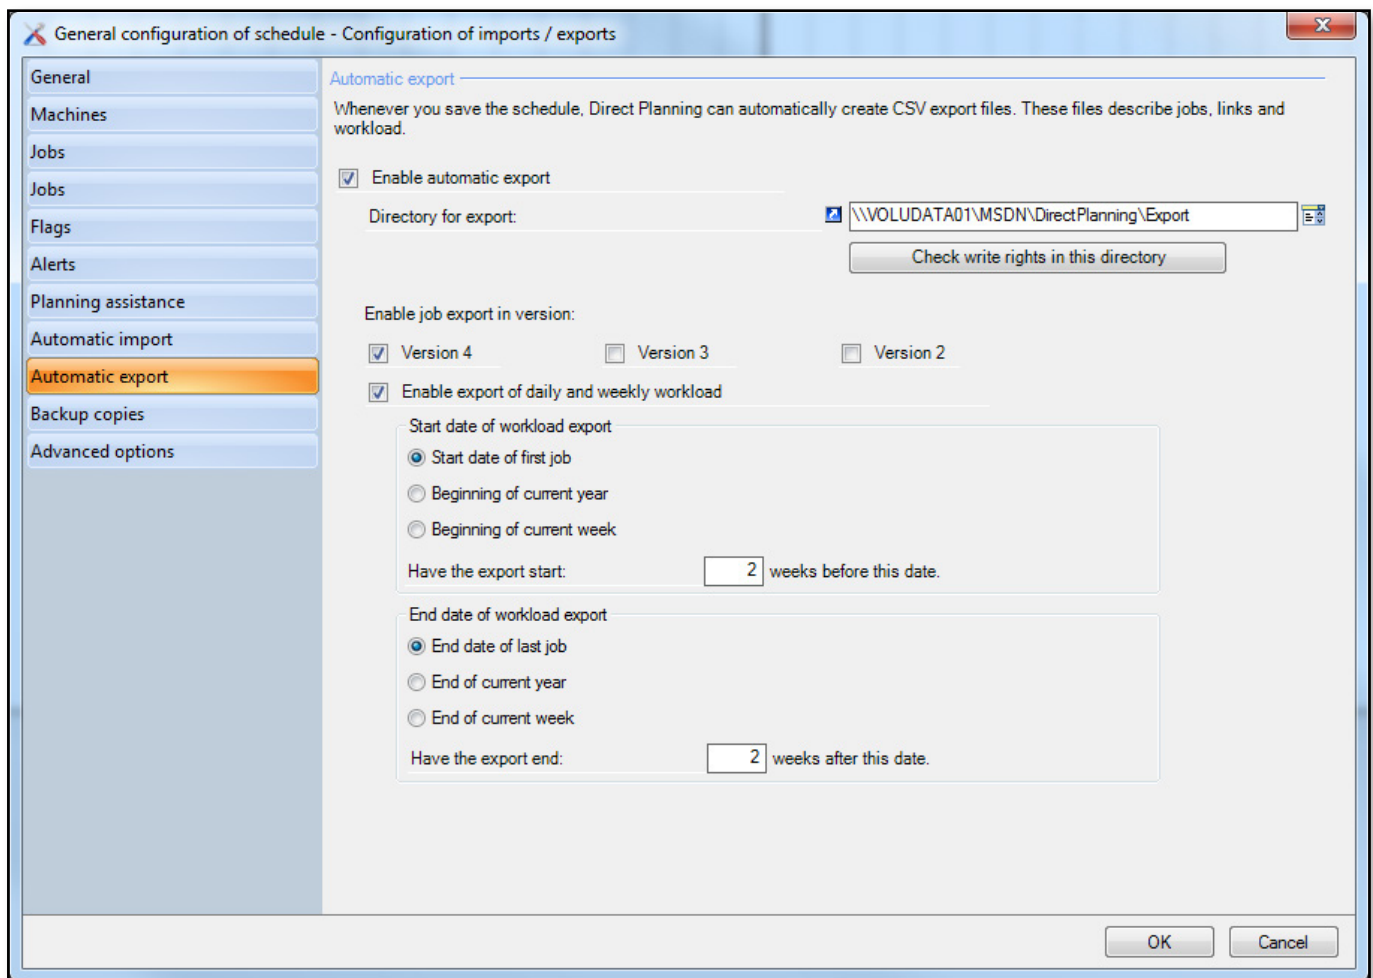 General configuration of schedule - Configuration of imports / exports
General
Machines
Jobs
Jobs
Flags
Alerts
Planning assistance
Automatic import
Automatic export
Backup copies
Advanced options
Automatic export
Whenever you save the schedule, Direct Planning can automatically create CSV export files. These files describe jobs, links and
workload.
Enable automatic export
Directory for export: \\\VOLUDATA01\MSDN\DirectPlanning\Export
Check write rights in this directory
Enable job export in version:
Version 4 Version 3 Version 2
Enable export of daily and weekly workload
Start date of workload export
Start date of first job
Beginning of current year
Beginning of current week
Have the export start: 2 weeks before this date.
End date of workload export
End date of last job
End of current year
End of current week
Have the export end: 2 weeks after this date.
OK Cancel